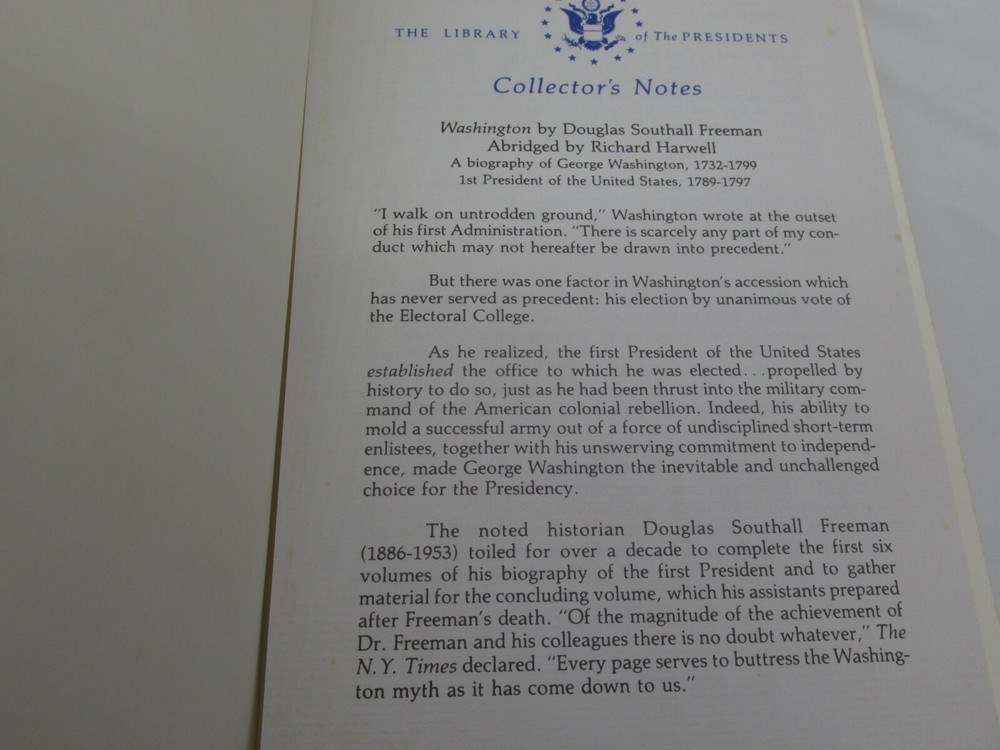 THE LIBRARY of The PRESIDENTS
Collector's Notes
Washington by Douglas Southall Freeman
Abridged by Richard Harwell
A biography of George Washington, 1732-1799
1st President of the United States, 1789-1797
"I walk on untrodden ground," Washington wrote at the outset
of his first Administration. "There is scarcely any part of my con-
duct which may not hereafter be drawn into precedent."
But there was one factor in Washington's accession which
has never served as precedent: his election by unanimous vote of
the Electoral College.
As he realized, the first President of the United States
established the office to which he was elected...propelled by
history to do so, just as he had been thrust into the military com-
mand of the American colonial rebellion. Indeed, his ability to
mold a successful army out of a force of undisciplined short-term
enlistees, together with his unswerving commitment to independ-
ence, made George Washington the inevitable and unchallenged
choice for the Presidency.
The noted historian Douglas Southall Freeman
(1886-1953) toiled for over a decade to complete the first six
volumes of his biography of the first President and to gather
material for the concluding volume, which his assistants prepared
after Freeman's death. "Of the magnitude of the achievement of
Dr. Freeman and his colleagues there is no doubt whatever," The
N.Y. Times declared. "Every page serves to buttress the Washing-
ton myth as it has come down to us."